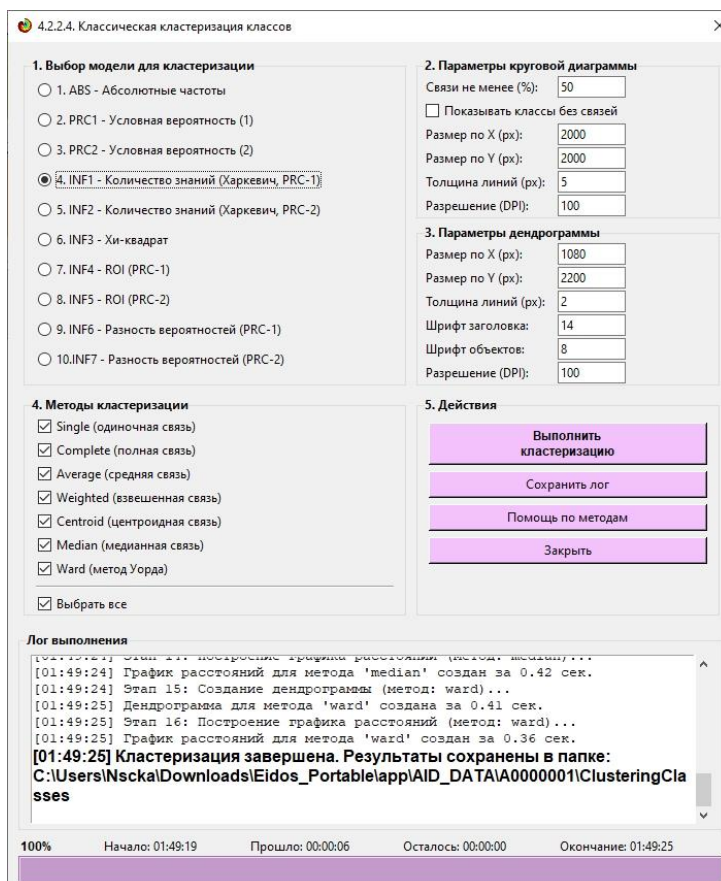 4.2.2.4. Классическая кластеризация классов
1. Выбор модели для кластеризации
1. ABS - Абсолютные частоты
2. PRC1 - Условная вероятность (1)
3. PRC2 - Условная вероятность (2)
4. INF1 - Количество знаний (Харкевич, PRC-1)
5. INF2 - Количество знаний (Харкевич, PRC-2)
6. INF3 - Хи-квадрат
7. INF4 - ROI (PRC-1)
8. INF5 - ROI (PRC-2)
9. INF6 - Разность вероятностей (PRC-1)
10.INF7 - Разность вероятностей (PRC-2)
2. Параметры круговой диаграммы
Связи не менее (%): 50
Показывать классы без связей
Размер по X (px): 2000
Размер по Y (px): 2000
Толщина линий (px): 5
Разрешение (DPI): 100
3. Параметры дендрограммы
Размер по X (px): 1080
Размер по Y (px): 2200
Толщина линий (px): 2
Шрифт заголовка: 14
Шрифт объектов: 8
Разрешение (DPI): 100
4. Методы кластеризации
Single (одиночная связь)
Complete (полная связь)
Average (средняя связь)
Weighted (взвешенная связь)
Centroid (центроидная связь)
Median (медианная связь)
Ward (метод Уорда)
Выбрать все
5. Действия
Выполнить
кластеризацию
Сохранить лог
Помощь по методам
Закрыть
Лог выполнения
[01:49:24] Этап 14: Построение графика расстояний (метод: median)...
[01:49:24] График расстояний для метода 'median' создан за 0.42 сек.
[01:49:24] Этап 15: Создание дендрограммы (метод: ward)...
[01:49:25] Дендрограмма для метода 'ward' создана за 0.41 сек.
[01:49:25] Этап 16: Построение графика расстояний (метод: ward)...
[01:49:25] График расстояний для метода 'ward' создан за 0.36 сек.
[01:49:25] Кластеризация завершена. Результаты сохранены в папке:
C:\Users\Nscka\Downloads\Eidos_Portable\app\AID_DATA\A0000001\ClusteringCla
sses
100% Начало: 01:49:19 Прошло: 00:00:06 Осталось: 00:00:00 Окончание: 01:49:25